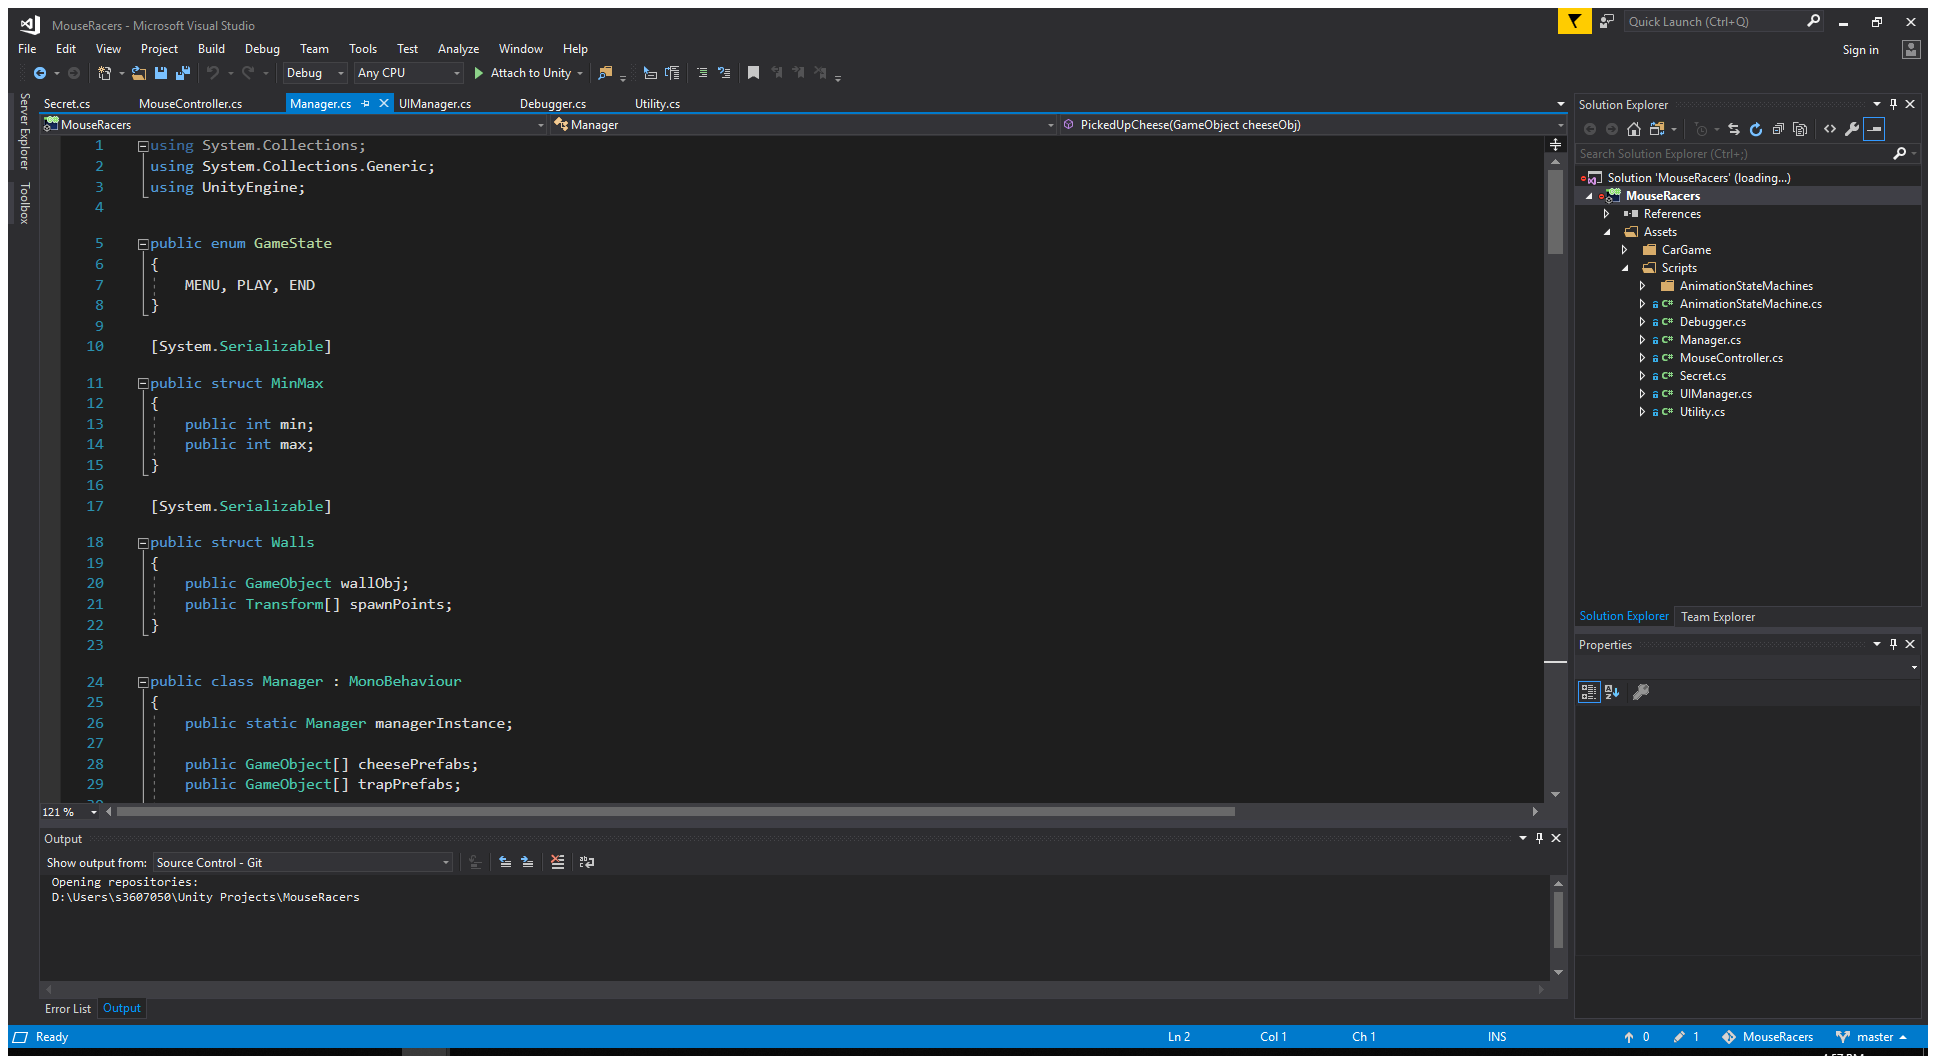 MouseRacers - Microsoft Visual Studio
Quick Launch (Ctrl+Q)
File Edit View Project Build Debug Team Tools Test Analyze Window Help
Sign in
Debug Any CPU Attach to Unity
Server Explorer
Toolbox
Secret.cs MouseController.cs Manager.cs UIManager.cs Debugger.cs Utility.cs
MouseRacers Manager PickedUpCheese(GameObject cheeseObj)
1 using System.Collections;
2 using System.Collections.Generic;
3 using UnityEngine;
4
5 public enum GameState
6 {
7 MENU, PLAY, END
8 }
9
10 [System.Serializable]
11 public struct MinMax
12 {
13 public int min;
14 public int max;
15 }
16
17 [System.Serializable]
18 public struct Walls
19 {
20 public GameObject wallObj;
21 public Transform[] spawnPoints;
22 }
23
24 public class Manager : MonoBehaviour
25 {
26 public static Manager managerInstance;
27
28 public GameObject[] cheesePrefabs;
29 public GameObject[] trapPrefabs;
121 %
Output
Show output from: Source Control - Git
Opening repositories:
D:\Users\s3607050\Unity Projects\MouseRacers
Error List Output
Solution Explorer
Search Solution Explorer (Ctrl+;)
Solution 'MouseRacers' (loading...)
MouseRacers
References
Assets
CarGame
Scripts
AnimationStateMachines
C# AnimationStateMachine.cs
C# Debugger.cs
C# Manager.cs
C# MouseController.cs
C# Secret.cs
C# UIManager.cs
C# Utility.cs
Solution Explorer Team Explorer
Properties
Ready Ln 2 Col 1 Ch 1 INS 0 1 MouseRacers master